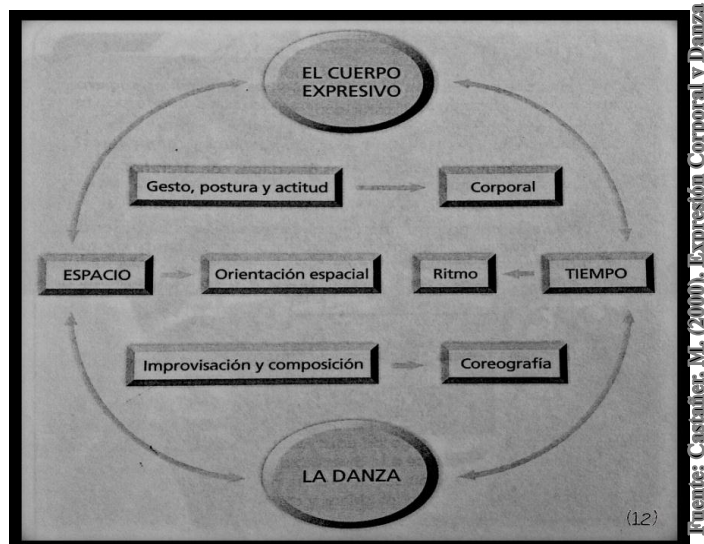 EL CUERPO
EXPRESIVO
Gesto, postura y actitud
Corporal
ESPACIO
Orientación espacial
Ritmo
TIEMPO
Improvisación y composición
Coreografía
LA DANZA
(12)
Fuente: Castañer. M. (2000). Expresión Corporal y Danza